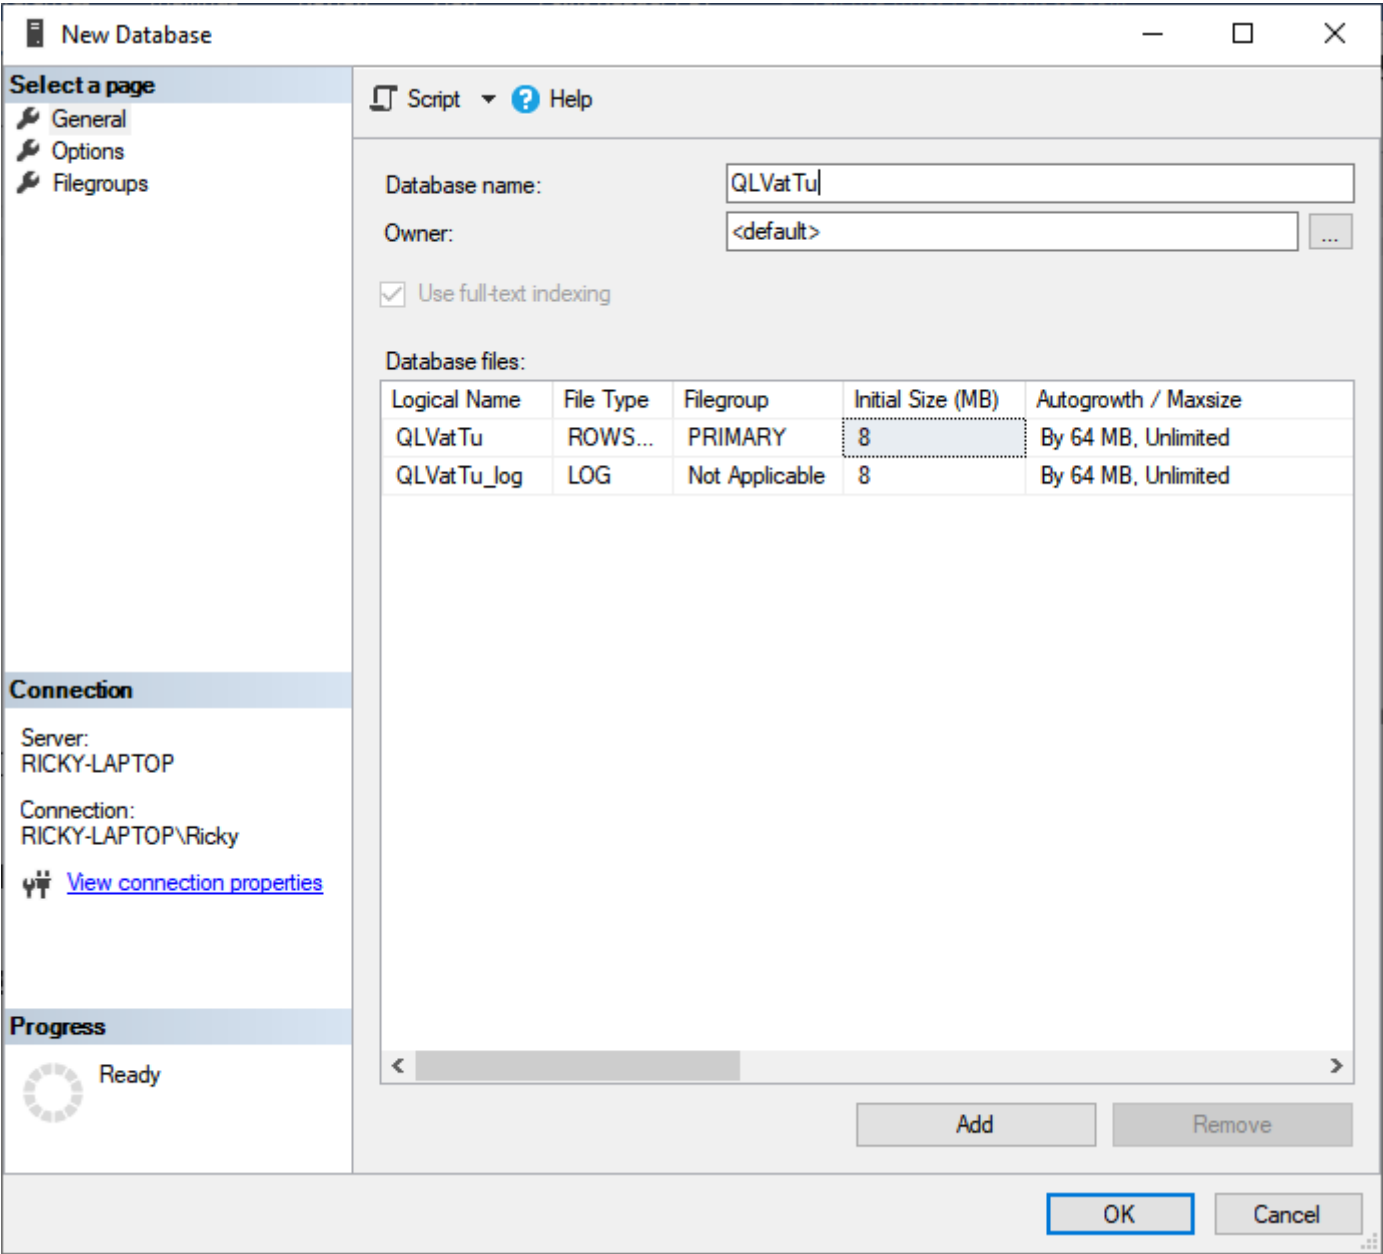 New Database
Select a page
General
Options
Filegroups
Script
Help
Database name:
QLVatTu
Owner:
<default>
...
Use full-text indexing
Database files:
Logical Name File Type Filegroup Initial Size (MB) Autogrowth / Maxsize
QLVatTu ROWS... PRIMARY 8 By 64 MB, Unlimited
QLVatTu_log LOG Not Applicable 8 By 64 MB, Unlimited
Connection
Server:
RICKY-LAPTOP
Connection:
RICKY-LAPTOP\Ricky
View connection properties
Progress
Ready
Add
Remove
OK
Cancel